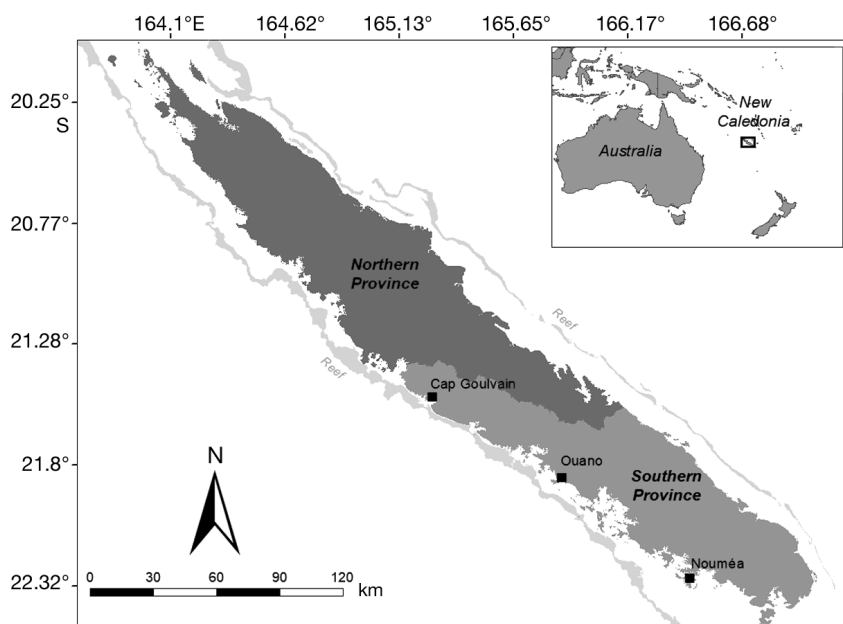 164.1°E 164.62° 165.13° 165.65° 166.17° 166.68°
20.25°
S
20.77°
21.28°
21.8°
22.32°
New
Caledonia
Australia
Northern
Province
Reef
Reef
Cap Goulvain
Ouano
Southern
Province
Nouméa
N
0 30 60 90 120
km